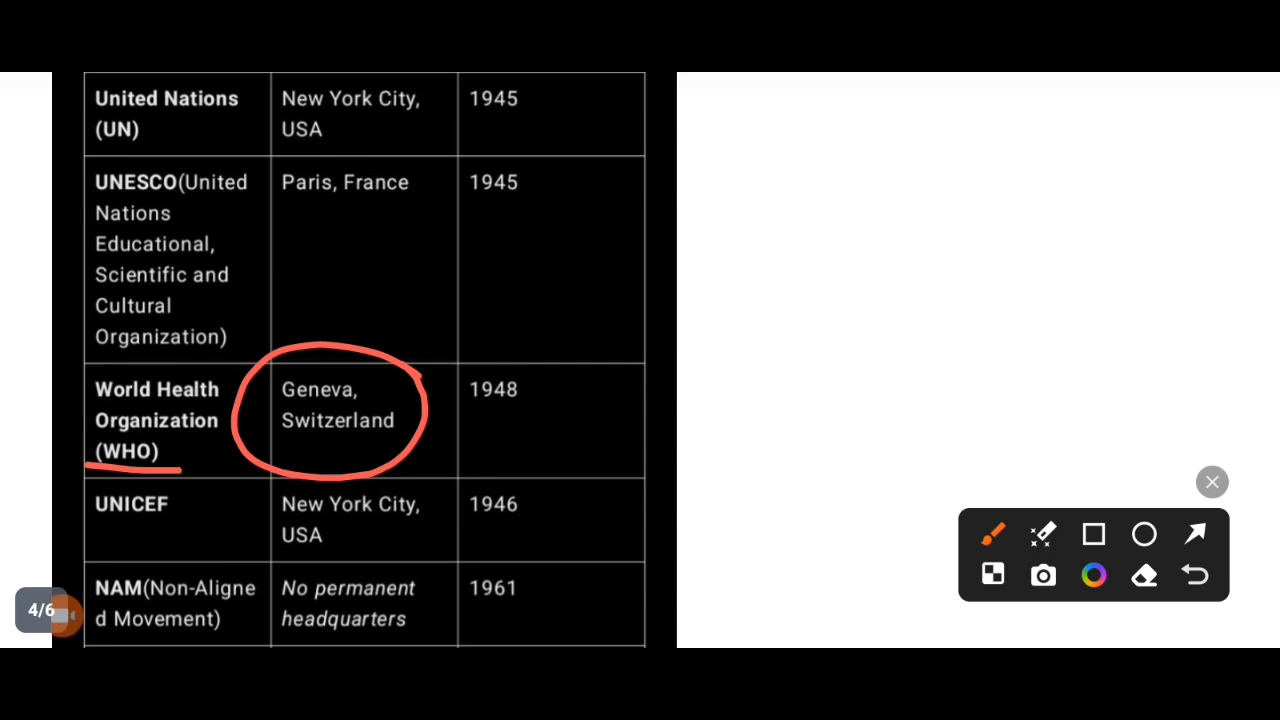 United Nations
(UN)
New York City,
USA
1945
UNESCO(United
Nations
Educational,
Scientific and
Cultural
Organization)
Paris, France
1945
World Health
Organization
(WHO)
Geneva,
Switzerland
1948
UNICEF
New York City,
USA
1946
NAM(Non-Aligne
d Movement)
No permanent
headquarters
1961
4/6